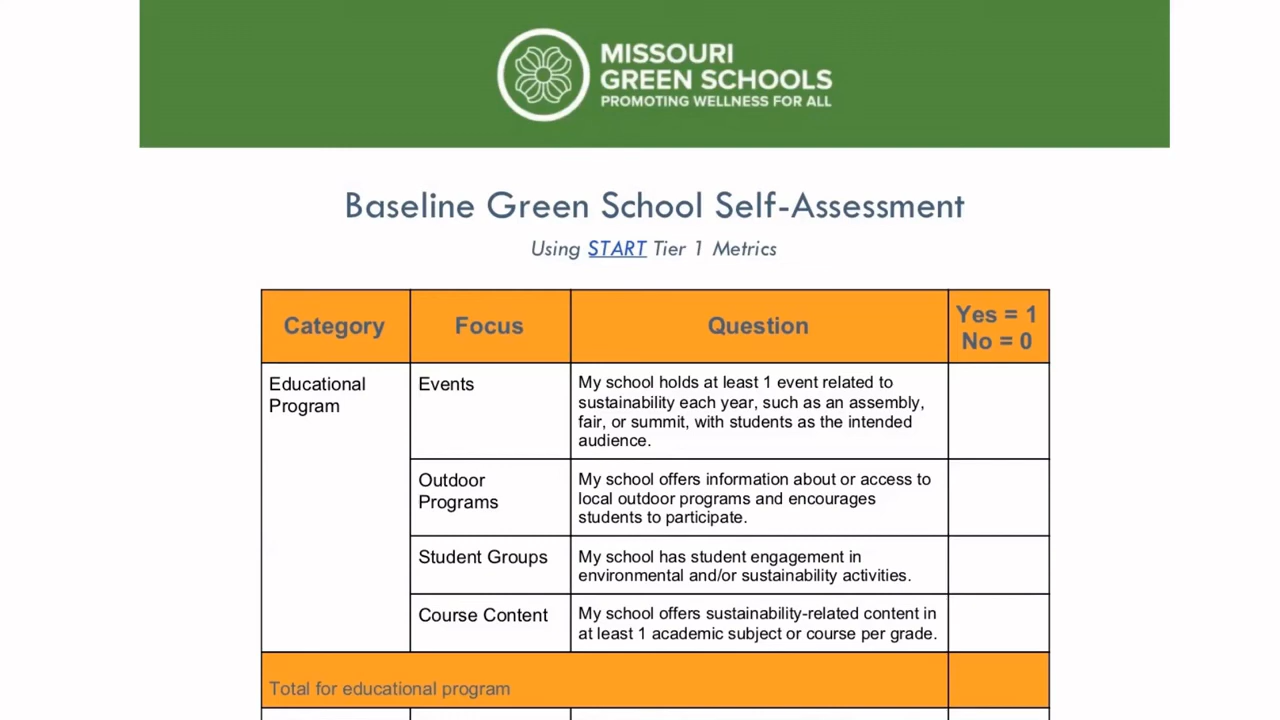 MISSOURI
GREEN SCHOOLS
PROMOTING WELLNESS FOR ALL
Baseline Green School Self-Assessment
Using START Tier 1 Metrics
Category
Focus
Question
Yes = 1
No = 0
Educational
Program
Events
My school holds at least 1 event related to
sustainability each year, such as an assembly,
fair, or summit, with students as the intended
audience.
Outdoor
Programs
My school offers information about or access to
local outdoor programs and encourages
students to participate.
Student Groups
My school has student engagement in
environmental and/or sustainability activities.
Course Content
My school offers sustainability-related content in
at least 1 academic subject or course per grade.
Total for educational program